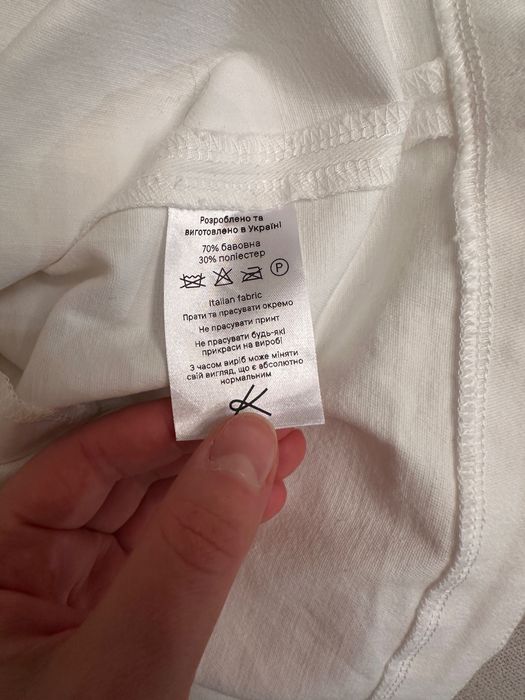 Розроблено та
виготовлено в Україні
70% бавовна
30% поліестер
P
Italian fabric
Прати та прасувати окремо
Не прасувати принт
Не прасувати будь-які
прикраси на виробі
З часом виріб може міняти
свій вигляд, що є абсолютно
нормальним